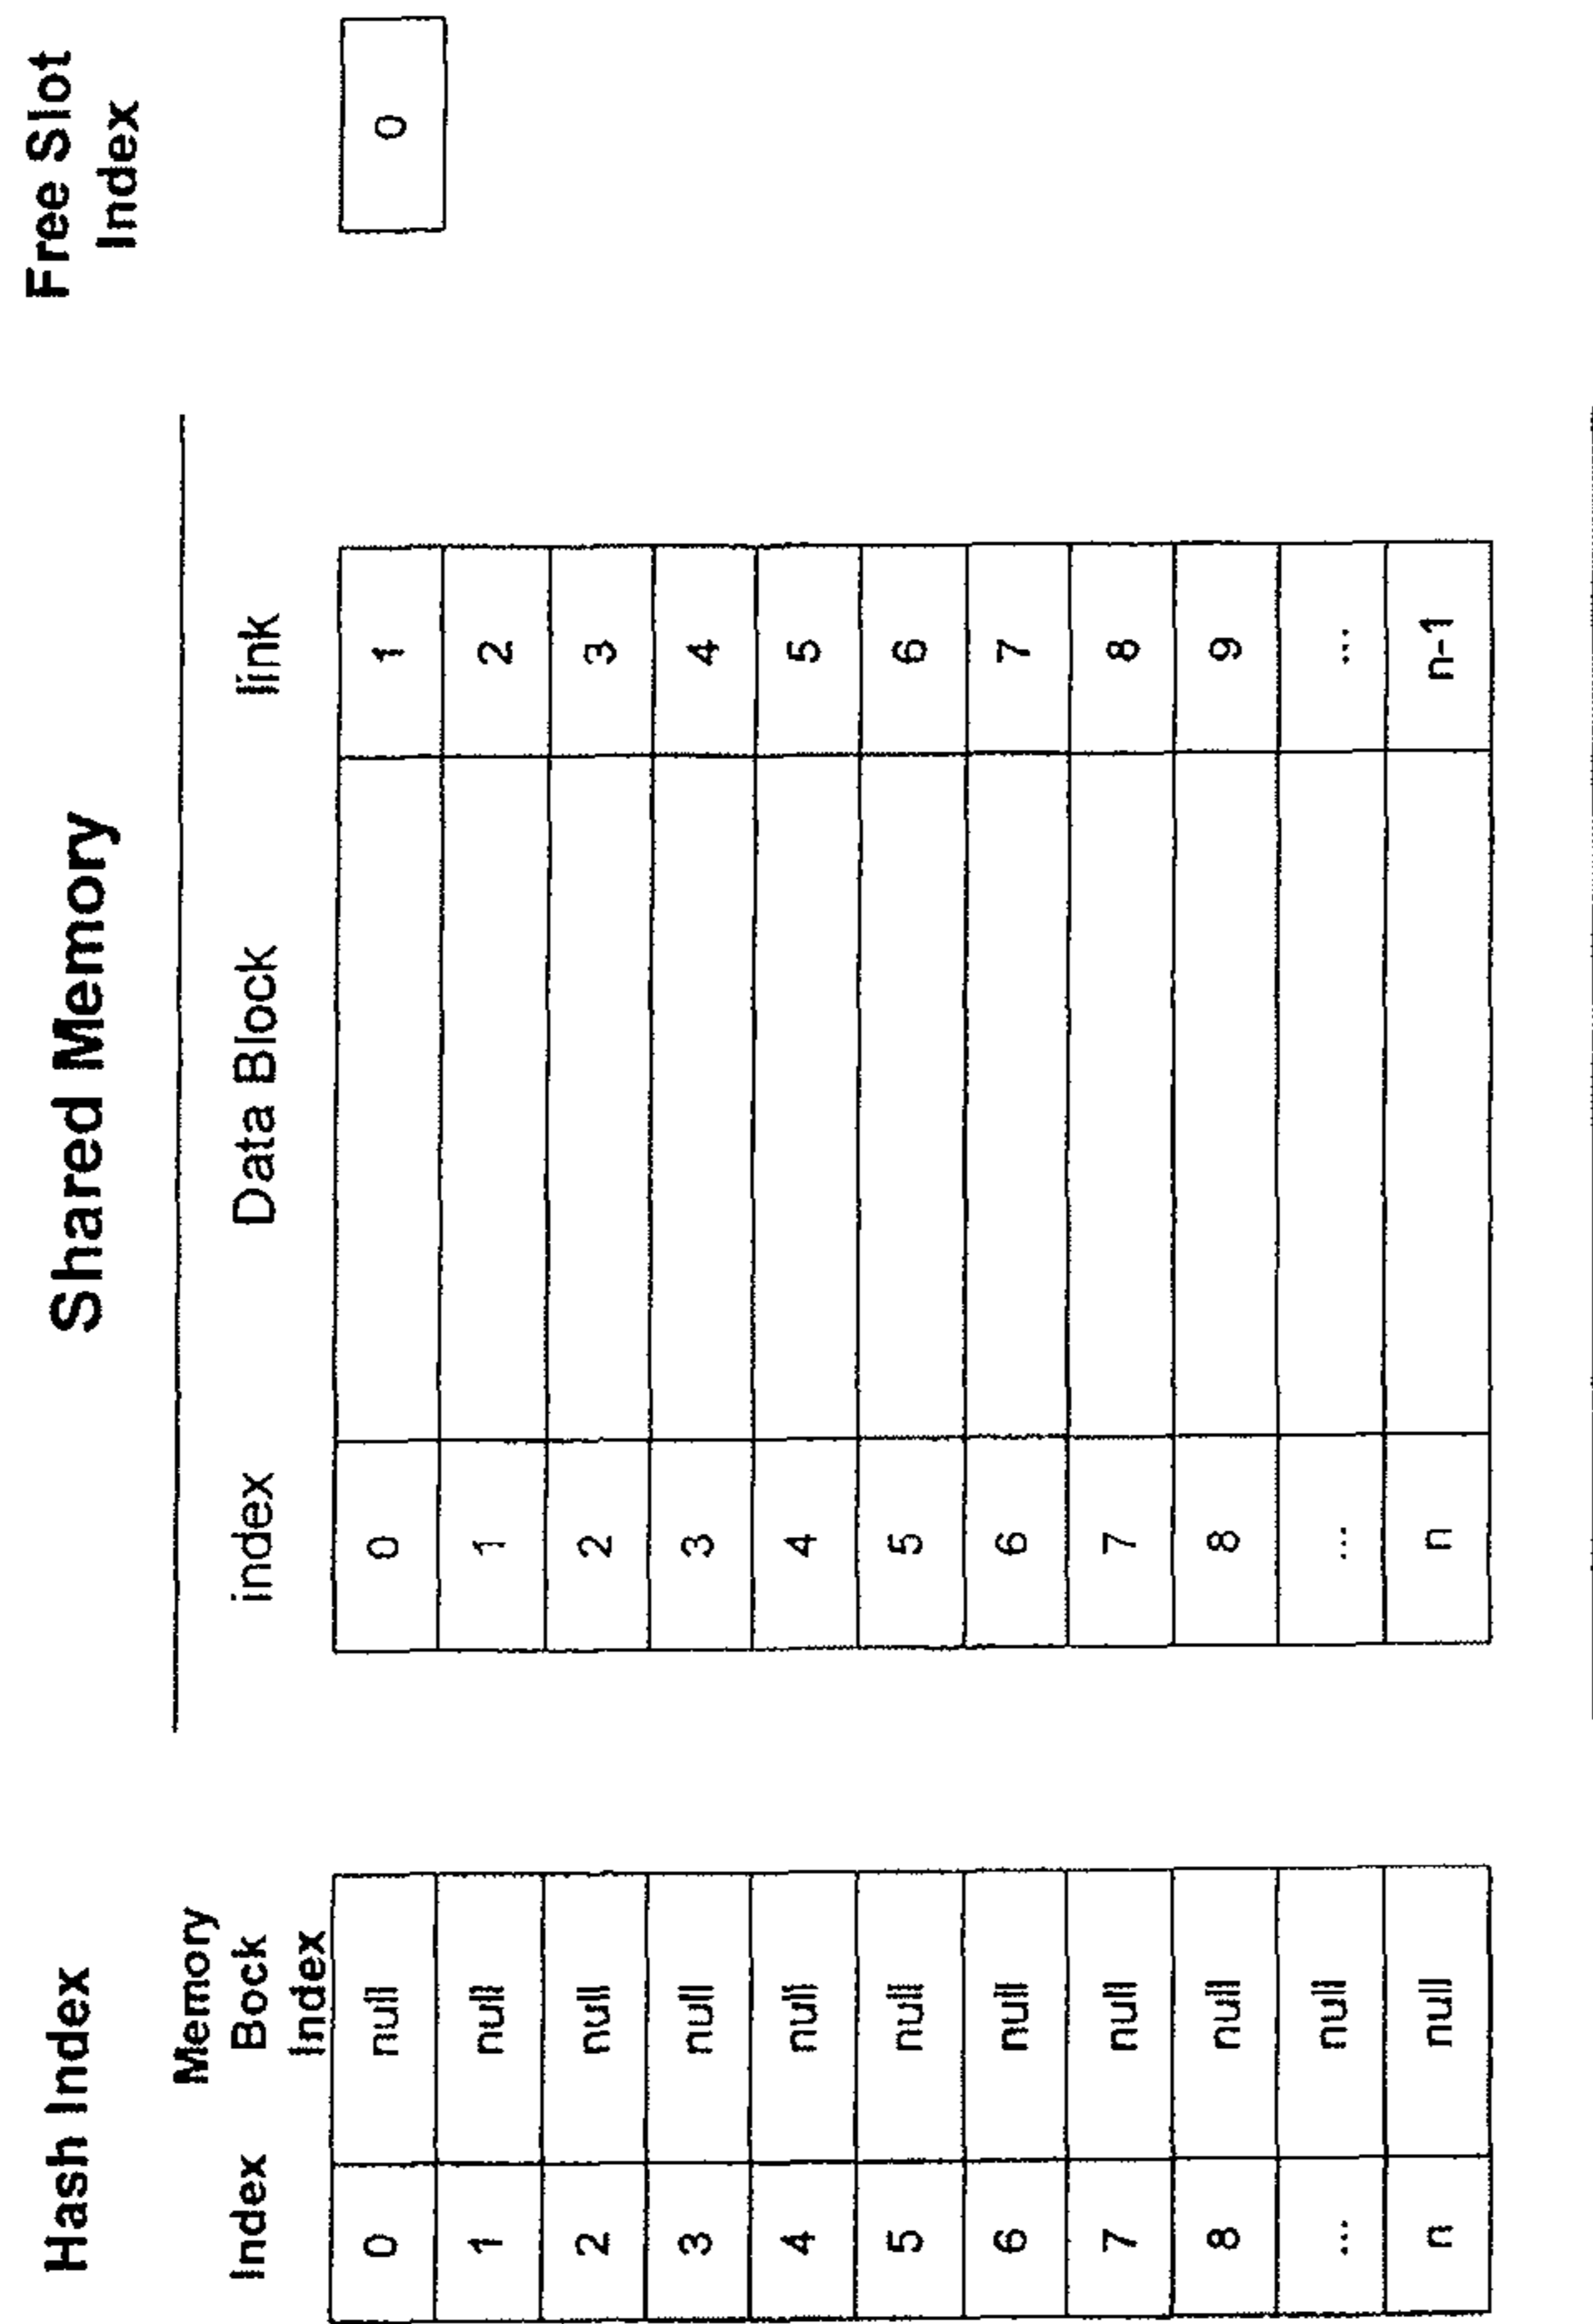 Hash Index
Shared Memory
Free Slot
Index
Index
Memory
Bock
Index
index
Data Block
link
0 null 0 1 0
1 null 1 2
2 null 2 3
3 null 3 4
4 null 4 5
5 null 5 6
6 null 6 7
7 null 7 8
8 null 8 9
... null ... ...
n null n n-1